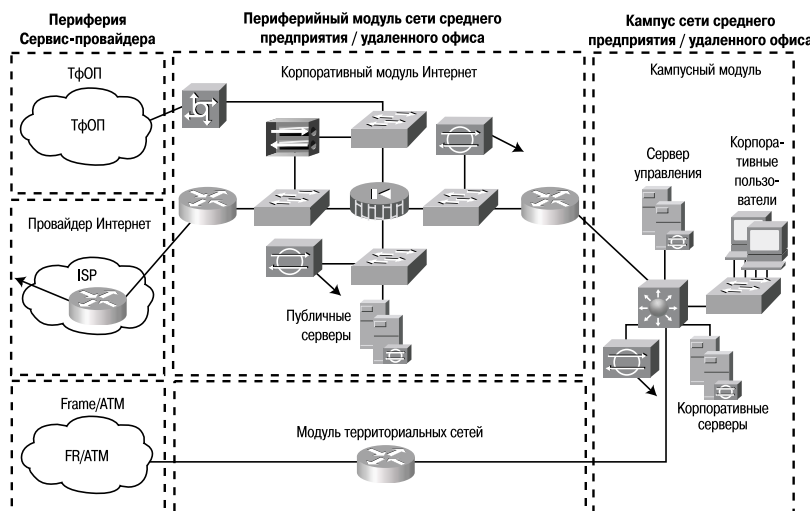 Периферия
Сервис-провайдера
Периферийный модуль сети среднего
предприятия / удаленного офиса
Кампус сети среднего
предприятия / удаленного офиса
ТфОП
ТфОП
Корпоративный модуль Интернет
Кампусный модуль
Сервер
управления
Корпора-
тивные
пользо-
ватели
Провайдер Интернет
ISP
Публичные
серверы
Корпоративные
серверы
Frame/ATM
FR/ATM
Модуль территориальных сетей